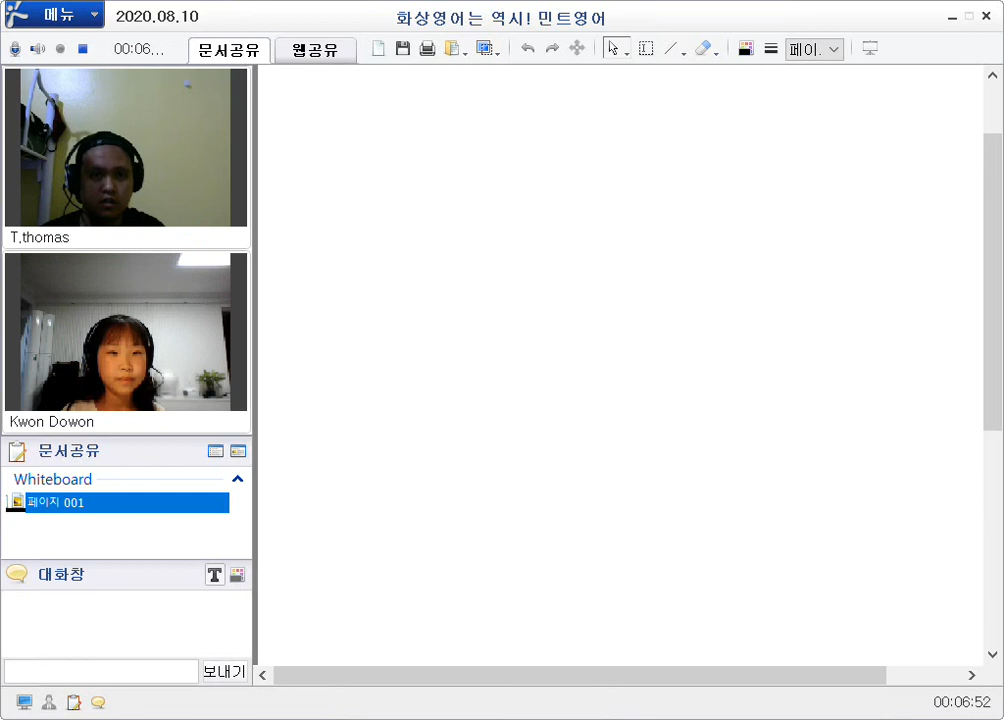 메뉴 2020.08.10 화상영어는 역시! 민트영어
00:06... 문서공유 웹공유 페이.
T.thomas
Kwon Dowon
문서공유
Whiteboard
페이지 001
대화창 T
보내기
00:06:52